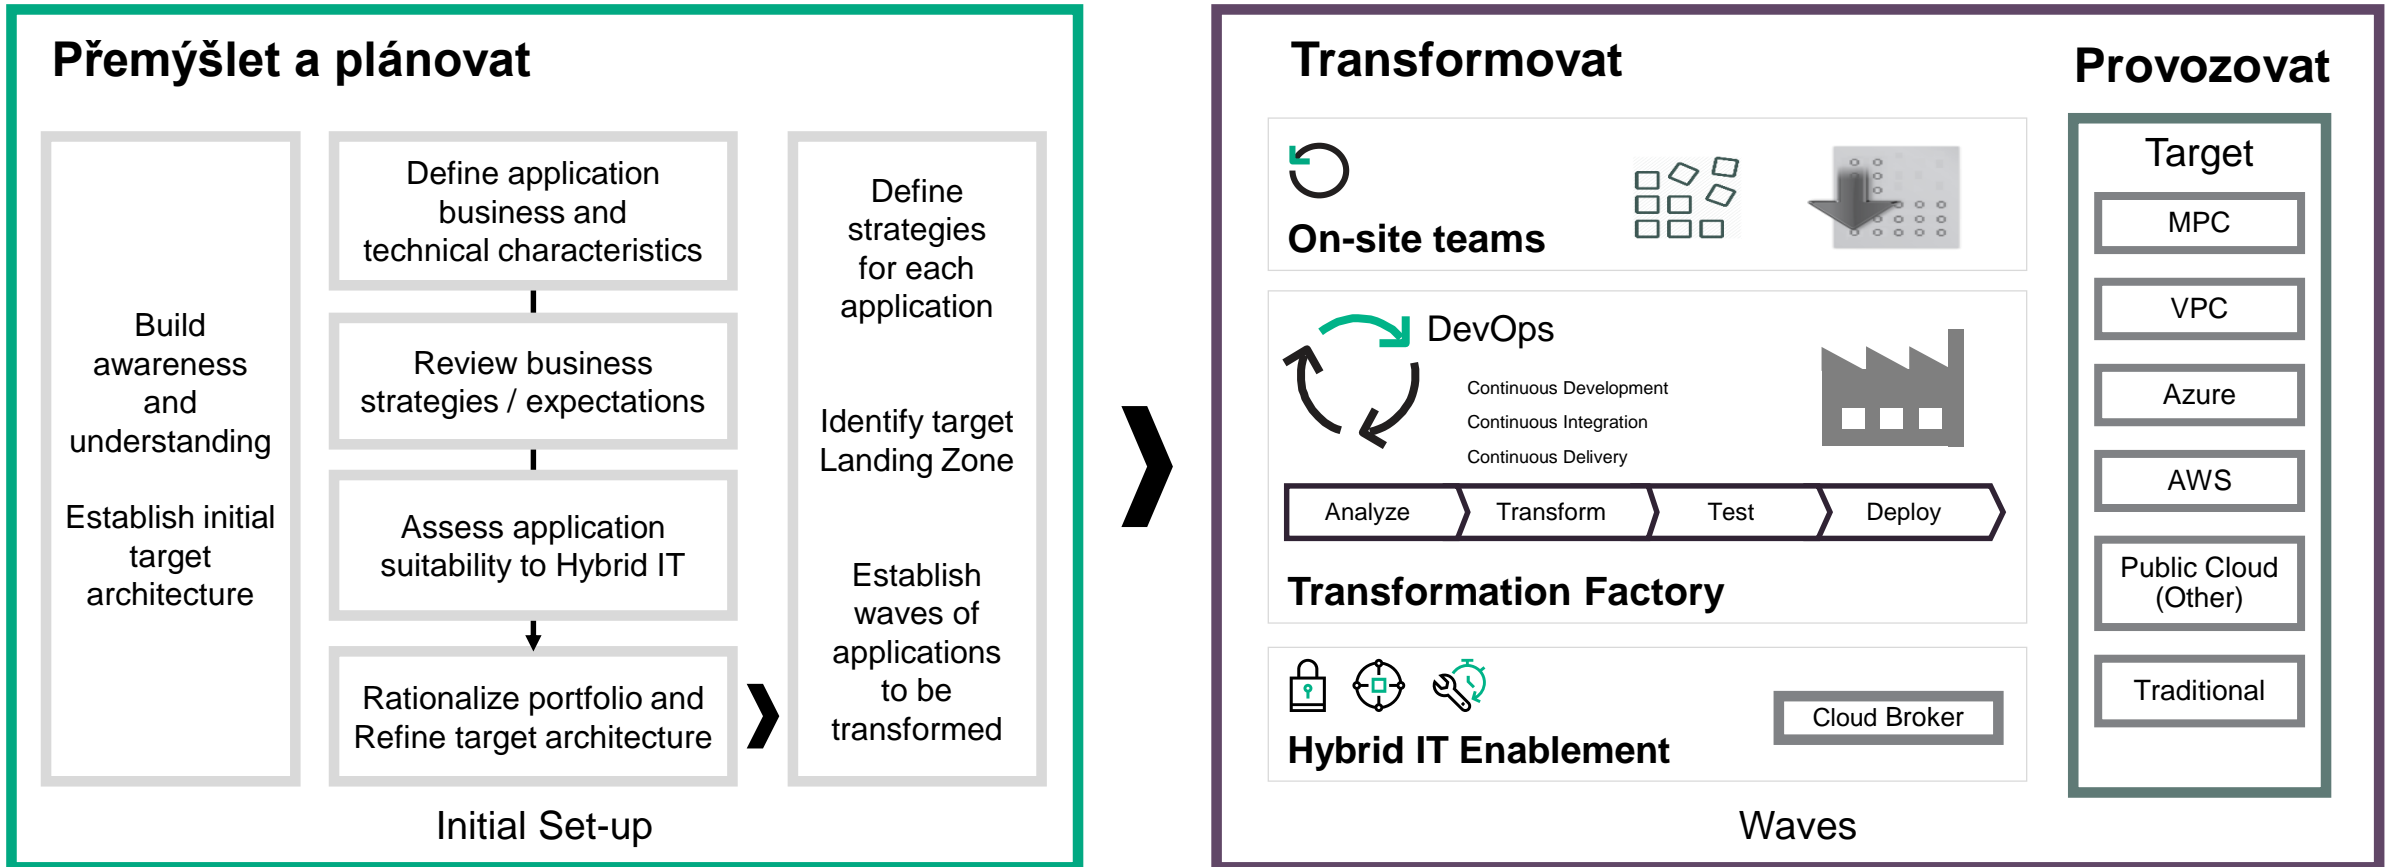 Přemýšlet a plánovat
Build
awareness
and
understanding
Establish initial
target
architecture
Define application
business and
technical characteristics
Review business
strategies / expectations
Assess application
suitability to Hybrid IT
Rationalize portfolio and
Refine target architecture
Define
strategies
for each
application
Identify target
Landing Zone
Establish
waves of
applications
to be
transformed
Initial Set-up
Transformovat
On-site teams
DevOps
Continuous Development
Continuous Integration
Continuous Delivery
Analyze
Transform
Test
Deploy
Transformation Factory
Hybrid IT Enablement
Cloud Broker
Provozovat
Target
MPC
VPC
Azure
AWS
Public Cloud
(Other)
Traditional
Waves